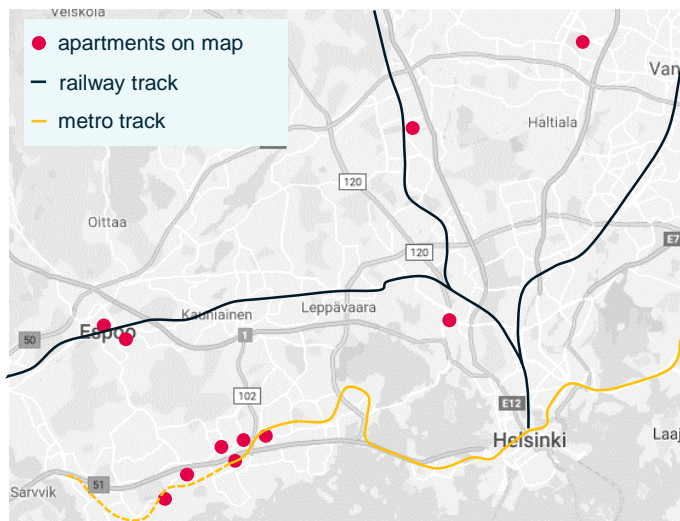 Velskola
apartments on map
railway track
metro track
Van
Haltiala
120
Oittaa
120
E7
Kauniainen
Leppävaara
Espoo
50
1
102
E12
Helsinki
Laaj
51
Sarvvik